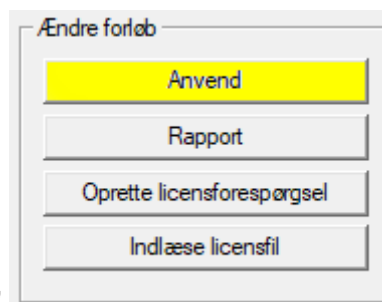 Ændre forløb
Anvend
Rapport
Oprette licensforespørgsel
Indlæse licensfil